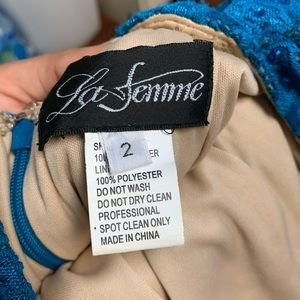 La Femme
2
100% POLYESTER
DO NOT WASH
DO NOT DRY CLEAN
PROFESSIONAL
SPOT CLEAN ONLY
MADE IN CHINA